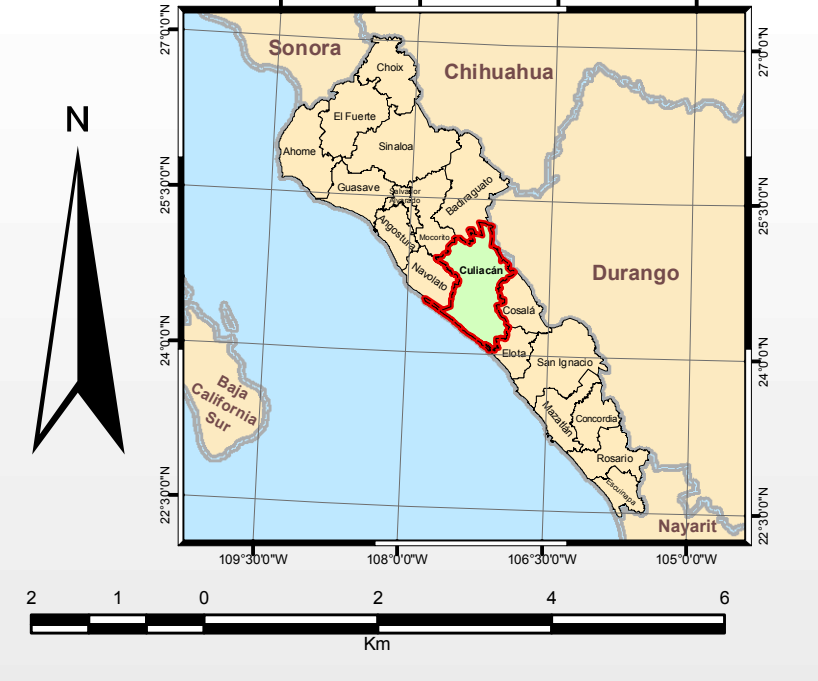 27°0'0"N
27°0'0"N
Sonora
Chihuahua
Choix
N
El Fuerte
Sinaloa
Ahome
25°30'0"N
25°30'0"N
Guasave
Salvador
Alvarado
Badiraguato
Angostura
Mocorito
Culiacán
Durango
Navolato
Cosalá
24°0'0"N
24°0'0"N
Elota
San Ignacio
Baja
California
Sur
Mazatlán
Concordia
Rosario
Escuinapa
22°30'0"N
22°30'0"N
Nayarit
109°30'0"W
108°0'0"W
106°30'0"W
105°0'0"W
2 1 0 2 4 6
Km